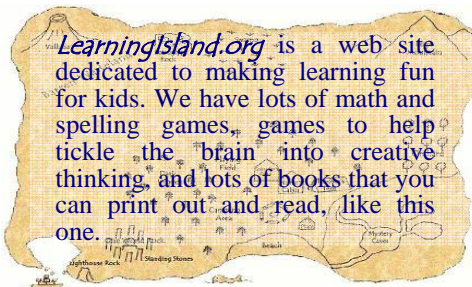 LearningIsland.org is a web site
dedicated to making learning fun
for kids. We have lots of math and
spelling games, games to help
tickle the brain into creative
thinking, and lots of books that you
can print out and read, like this
one.
Beach
Mystery
Caves
Lighthouse Rock
Standing Stones